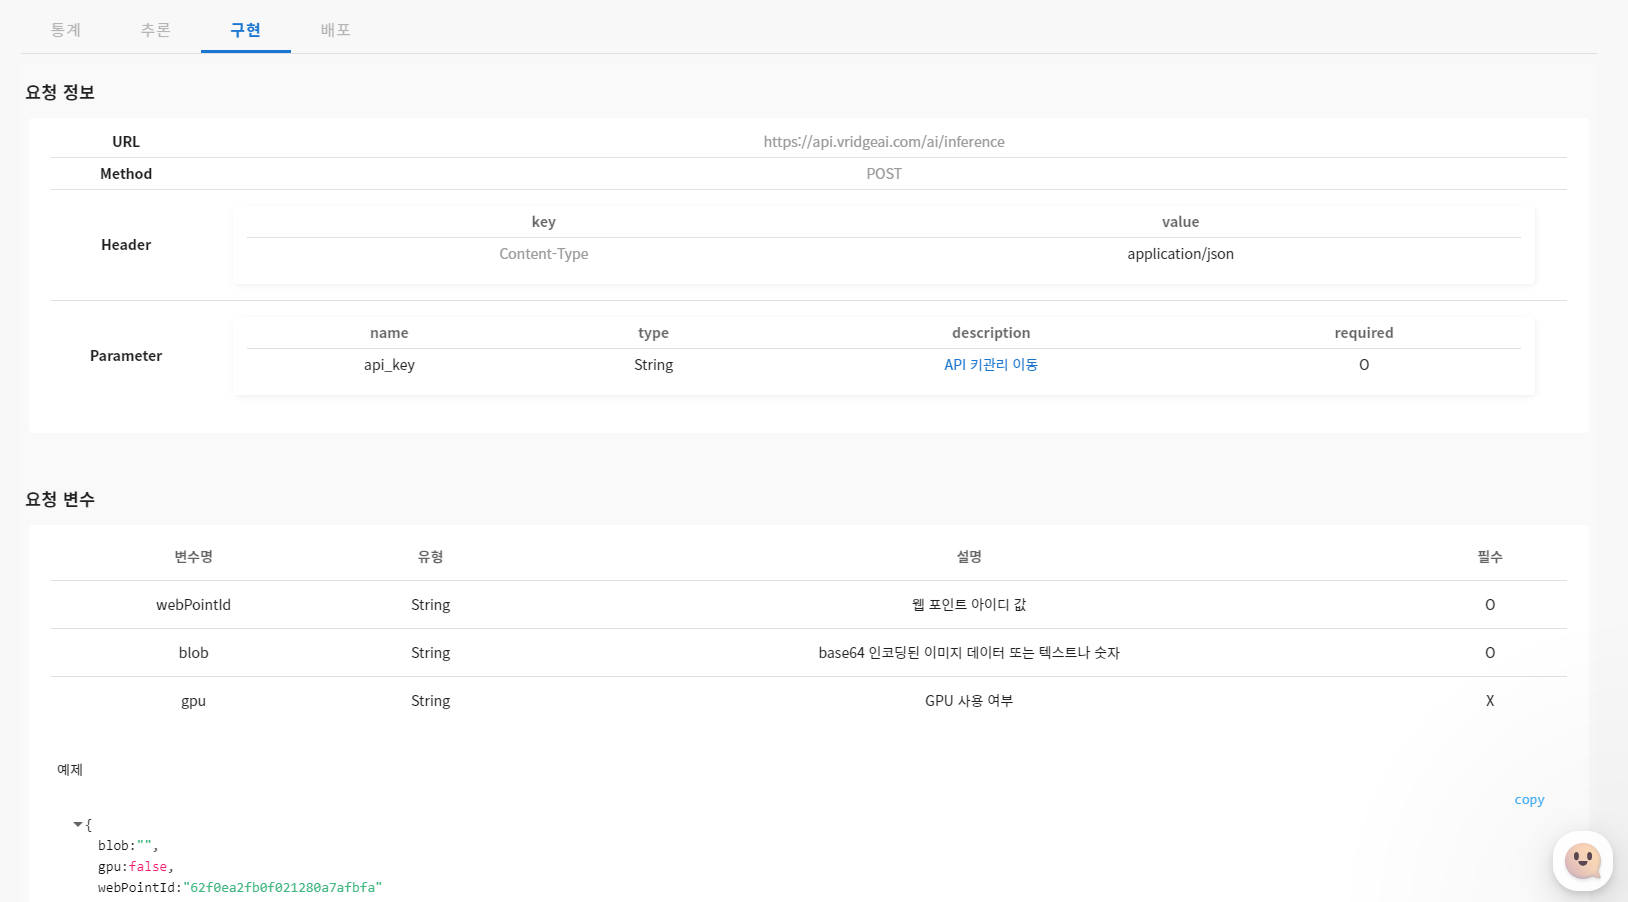 통계 추론 구현 배포
요청 정보
URL https://api.vridgeai.com/ai/inference
Method POST
key value
Header
Content-Type application/json
name type description required
Parameter
api_key String API 키관리 이동 O
요청 변수
변수명 유형 설명 필수
webPointId String 웹 포인트 아이디 값 O
blob String base64 인코딩된 이미지 데이터 또는 텍스트나 숫자 O
gpu String GPU 사용 여부 X
예제
copy
{
blob:"",
gpu:false,
webPointId:"62f0ea2fb0f021280a7afbfa"